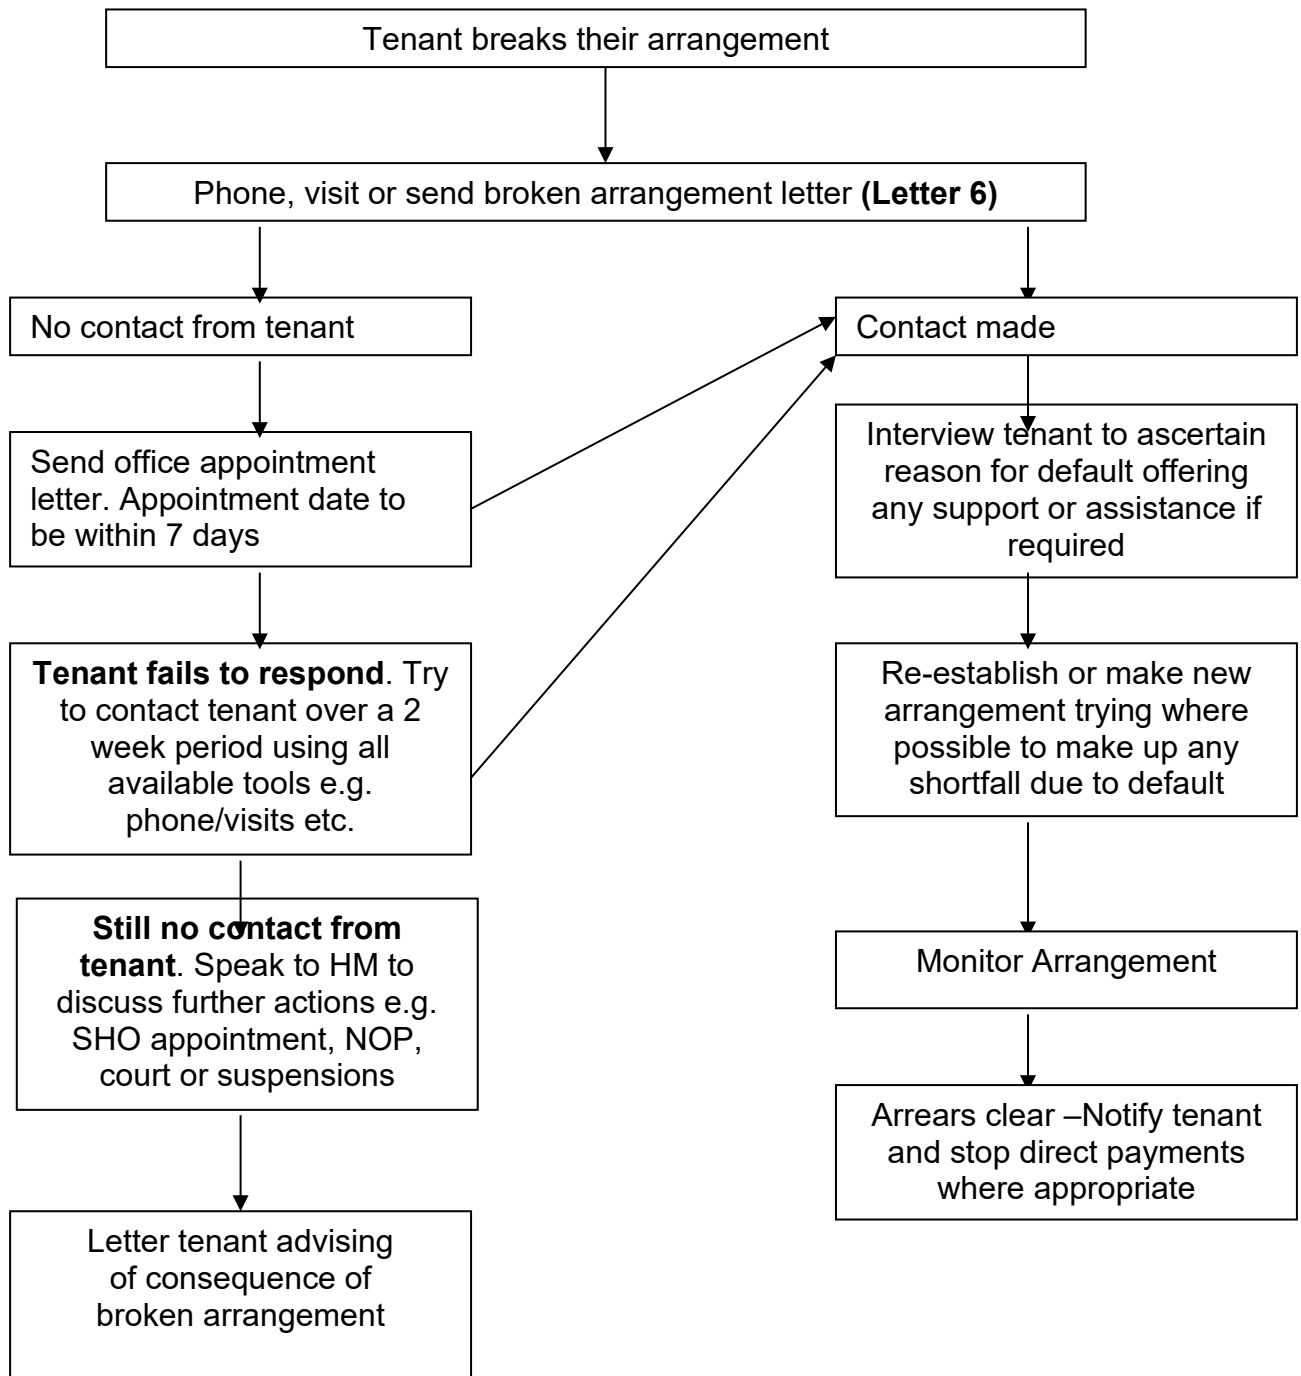 Tenant breaks their arrangement
Phone, visit or send broken arrangement letter (Letter 6)
No contact from tenant
Send office appointment
letter. Appointment date to
be within 7 days
Tenant fails to respond. Try
to contact tenant over a 2
week period using all
available tools e.g.
phone/visits etc.
Still no contact from
tenant. Speak to HM to
discuss further actions e.g.
SHO appointment, NOP,
court or suspensions
Letter tenant advising
of consequence of
broken arrangement
Contact made
Interview tenant to ascertain
reason for default offering
any support or assistance if
required
Re-establish or make new
arrangement trying where
possible to make up any
shortfall due to default
Monitor Arrangement
Arrears clear –Notify tenant
and stop direct payments
where appropriate